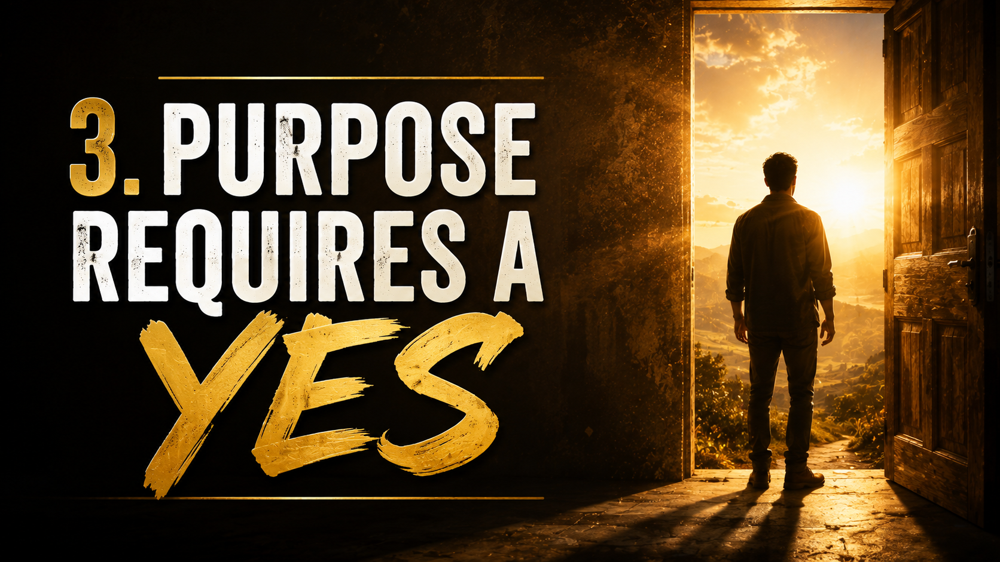 3. PURPOSE
REQUIRES A
YES